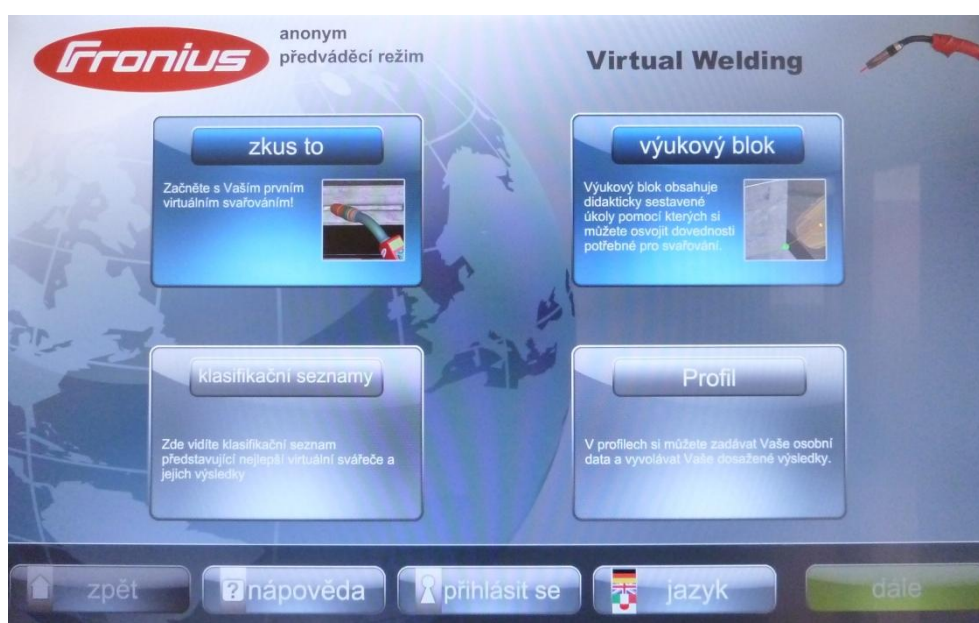 Fronius
anonym
předváděcí režim
Virtual Welding
zkus to
Začněte s Vaším prvním
virtuálním svařováním!
výukový blok
Výukový blok obsahuje
didakticky sestavené
úkoly pomocí kterých si
můžete osvojit dovednosti
potřebné pro svařování.
klasifikační seznamy
Zde vidíte klasifikační seznam
představující nejlepší virtuální svářeče a
jejich výsledky
Profil
V profilech si můžete zadávat Vaše osobní
data a vyvolávat Vaše dosažené výsledky.
zpět
? nápověda
přihlásit se
jazyk
dále